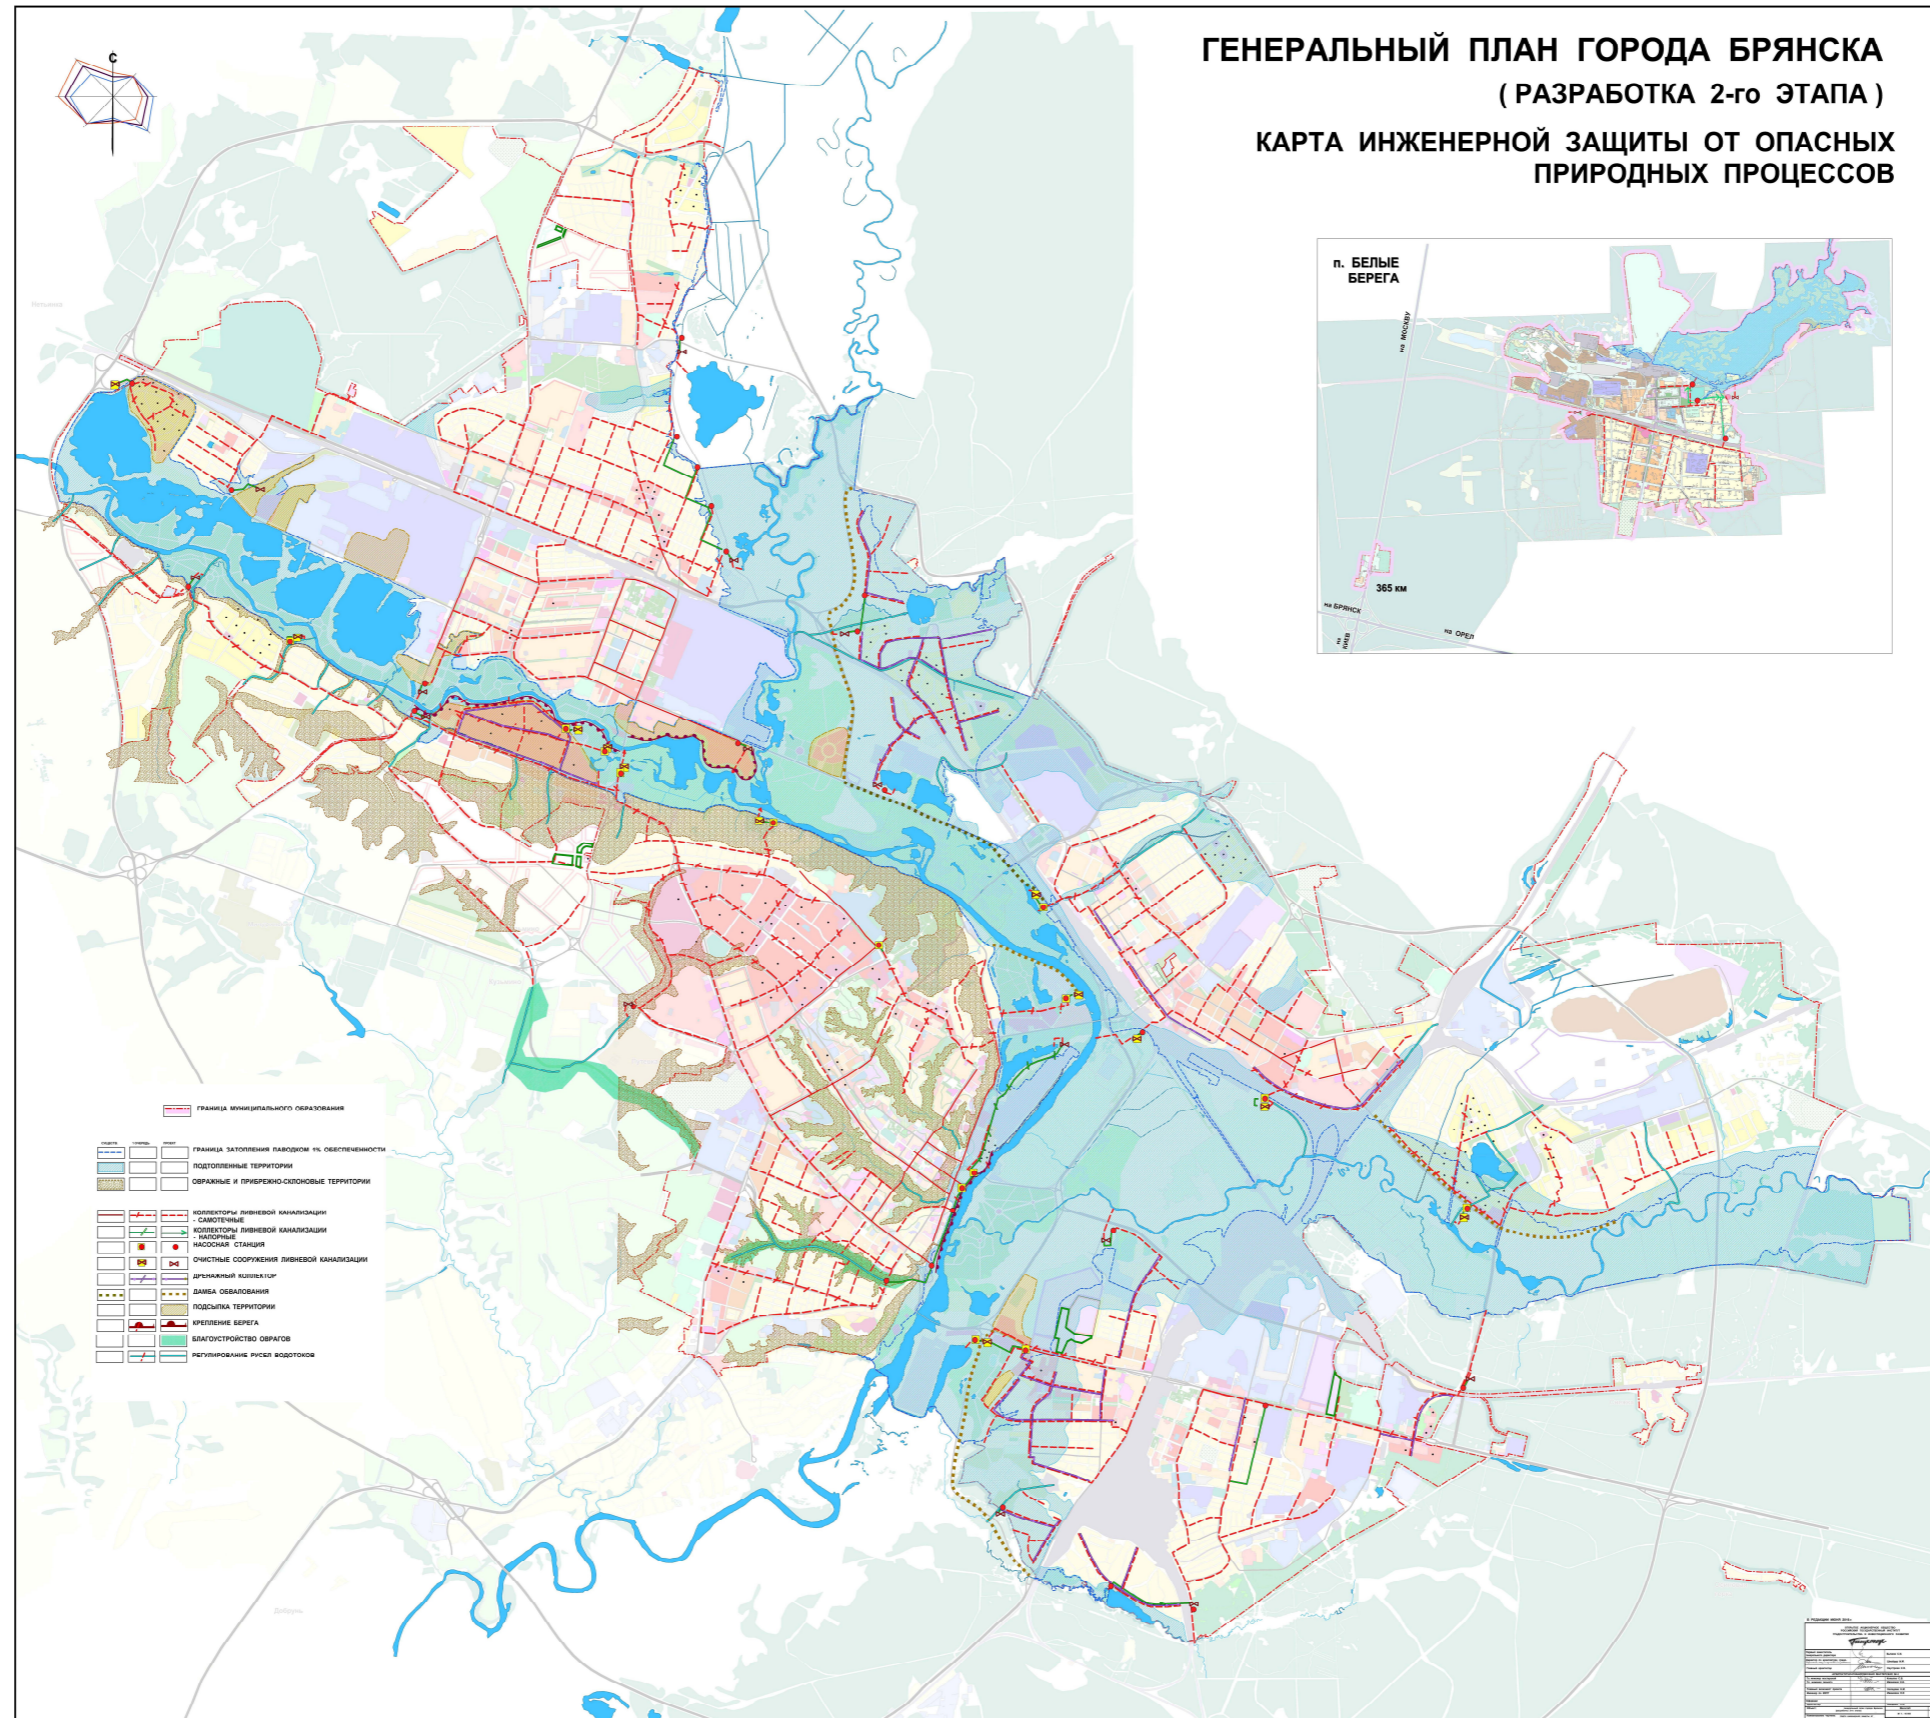 С
ГЕНЕРАЛЬНЫЙ ПЛАН ГОРОДА БРЯНСКА
( РАЗРАБОТКА 2-го ЭТАПА )
КАРТА ИНЖЕНЕРНОЙ ЗАЩИТЫ ОТ ОПАСНЫХ
ПРИРОДНЫХ ПРОЦЕССОВ
п. БЕЛЫЕ
БЕРЕГА
на МОСКВУ
365 км
на БРЯНСК
на КИЕВ
на ОРЕЛ
ГРАНИЦА МУНИЦИПАЛЬНОГО ОБРАЗОВАНИЯ
ГРАНИЦА ЗАТОПЛЕНИЯ ПАВОДКОМ 1% ОБЕСПЕЧЕННОСТИ
ПОДТОПЛЕННЫЕ ТЕРРИТОРИИ
ОВРАЖНЫЕ И ПРИБРЕЖНО-СКЛОНОВЫЕ ТЕРРИТОРИИ
КОЛЛЕКТОРЫ ЛИВНЕВОЙ КАНАЛИЗАЦИИ
- САМОТЕЧНЫЕ
КОЛЛЕКТОРЫ ЛИВНЕВОЙ КАНАЛИЗАЦИИ
- НАПОРНЫЕ
НАСОСНАЯ СТАНЦИЯ
ОЧИСТНЫЕ СООРУЖЕНИЯ ЛИВНЕВОЙ КАНАЛИЗАЦИИ
ДРЕНАЖНЫЙ КОЛЛЕКТОР
ДАМБА ОБВАЛОВАНИЯ
ПОДСЫПКА ТЕРРИТОРИИ
КРЕПЛЕНИЕ БЕРЕГА
БЛАГОУСТРОЙСТВО ОВРАГОВ
РЕГУЛИРОВАНИЕ РУСЕЛ ВОДОТОКОВ
Добрунь